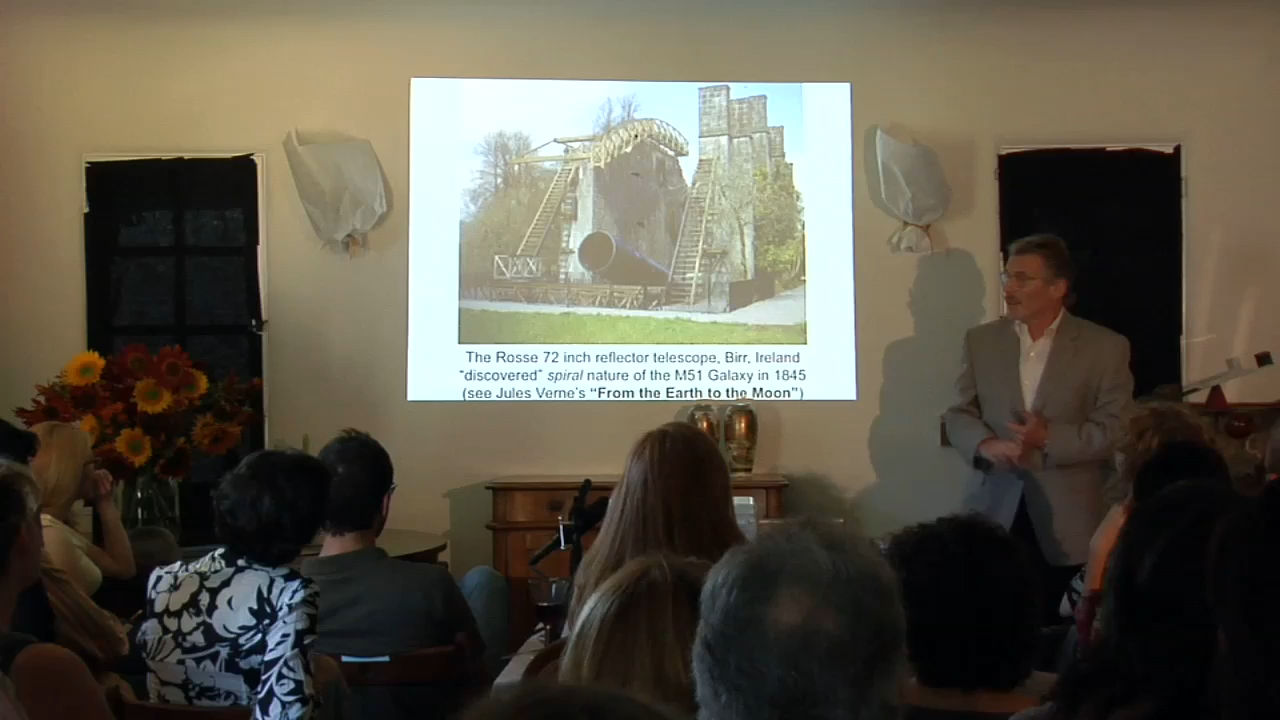 The Rosse 72 inch reflector telescope, Birr, Ireland
"discovered" spiral nature of the M51 Galaxy in 1845
(see Jules Verne's "From the Earth to the Moon")